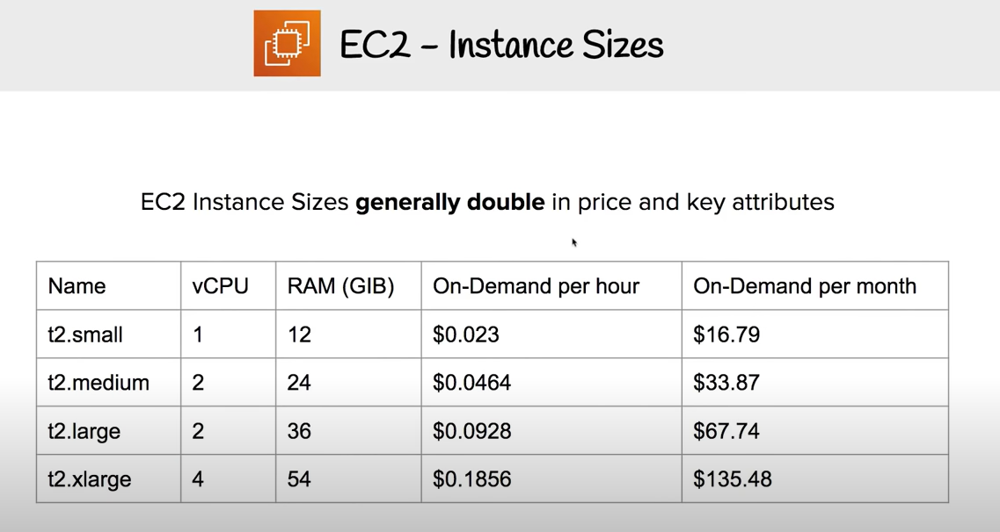 EC2 – Instance Sizes
EC2 Instance Sizes generally double in price and key attributes
Name vCPU RAM (GIB) On-Demand per hour On-Demand per month
t2.small 1 12 $0.023 $16.79
t2.medium 2 24 $0.0464 $33.87
t2.large 2 36 $0.0928 $67.74
t2.xlarge 4 54 $0.1856 $135.48